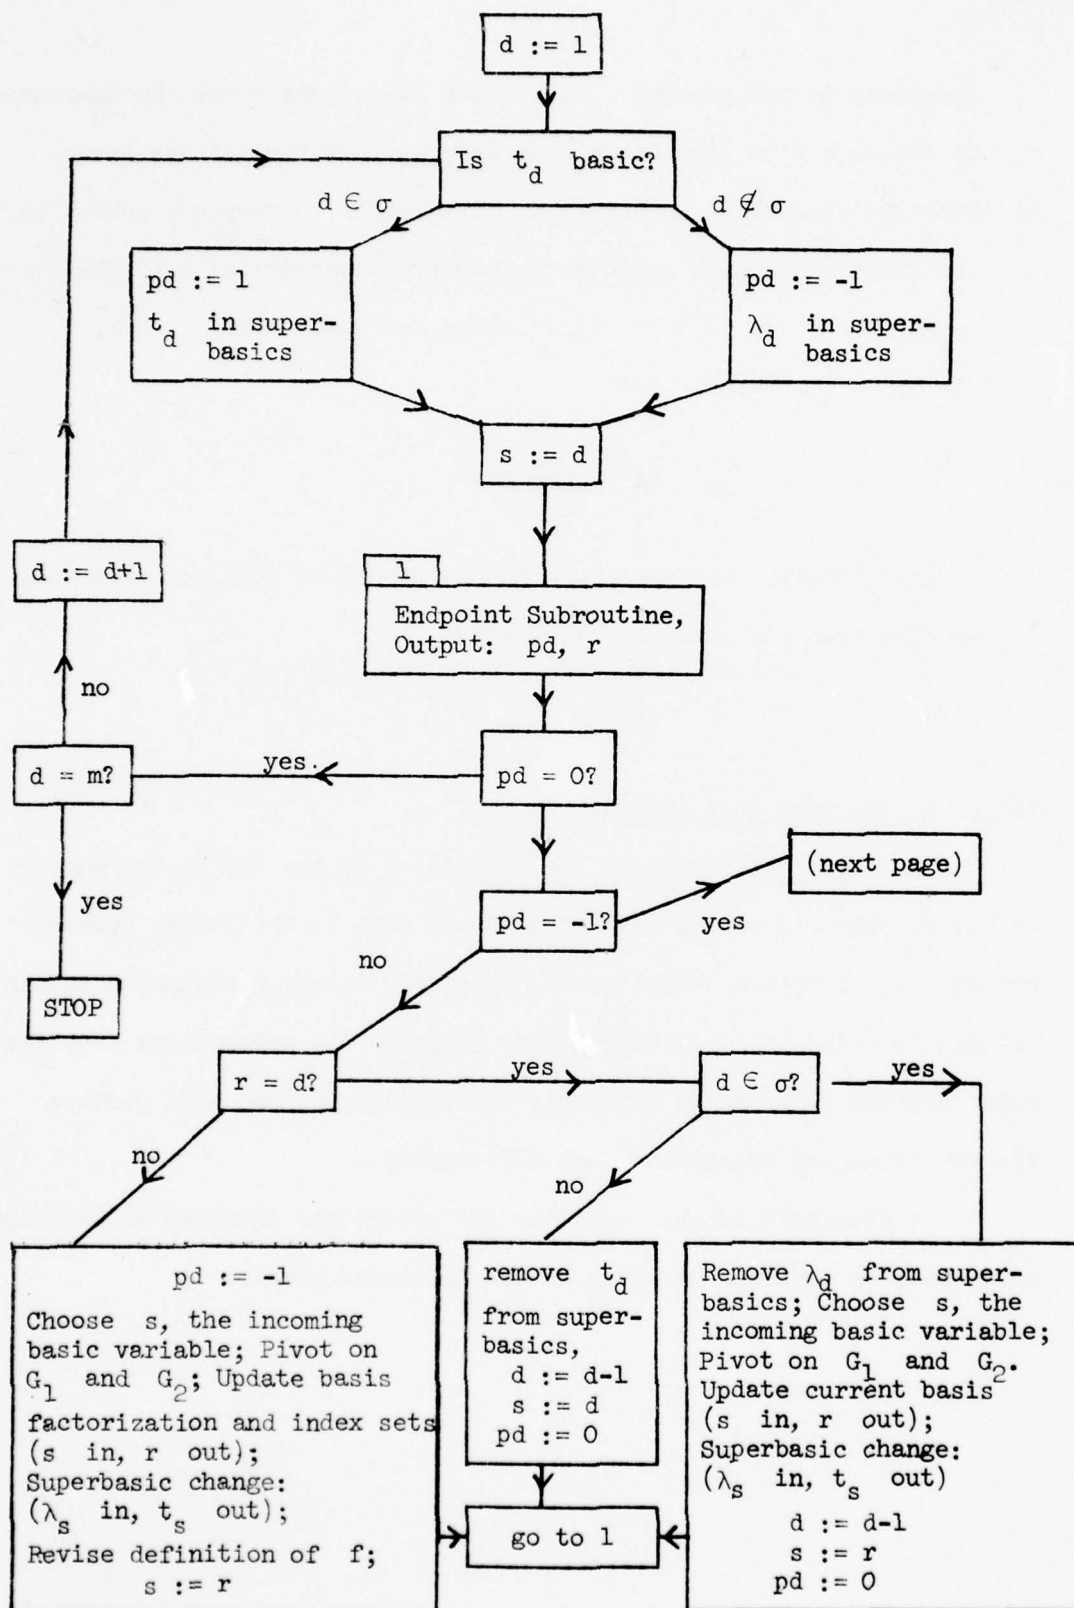 d := 1
Is t_d basic?
d ∈ σ
d ∉ σ
pd := 1
t_d in super-
basics
pd := -1
λ_d in super-
basics
s := d
d := d+1
1
Endpoint Subroutine,
Output: pd, r
no
d = m?
yes.
pd = 0?
(next page)
yes
pd = -1?
yes
no
STOP
r = d?
yes
d ∈ σ?
yes
no
no
pd := -1
Choose s, the incoming
basic variable; Pivot on
G_1 and G_2; Update basis
factorization and index sets
(s in, r out);
Superbasic change:
(λ_s in, t_s out);
Revise definition of f;
s := r
remove t_d
from super-
basics,
d := d-1
s := d
pd := 0
go to 1
Remove λ_d from super-
basics; Choose s, the
incoming basic variable;
Pivot on G_1 and G_2.
Update current basis
(s in, r out);
Superbasic change:
(λ_s in, t_s out)
d := d-1
s := r
pd := 0